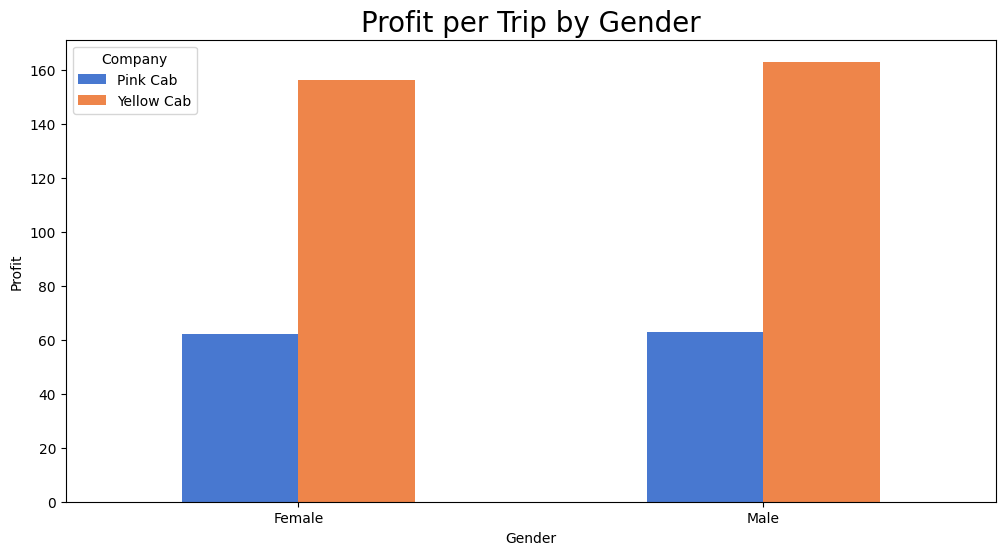 Profit per Trip by Gender
Company
Pink Cab
Yellow Cab
160
140
120
100
80
60
40
20
0
Profit
Female
Male
Gender